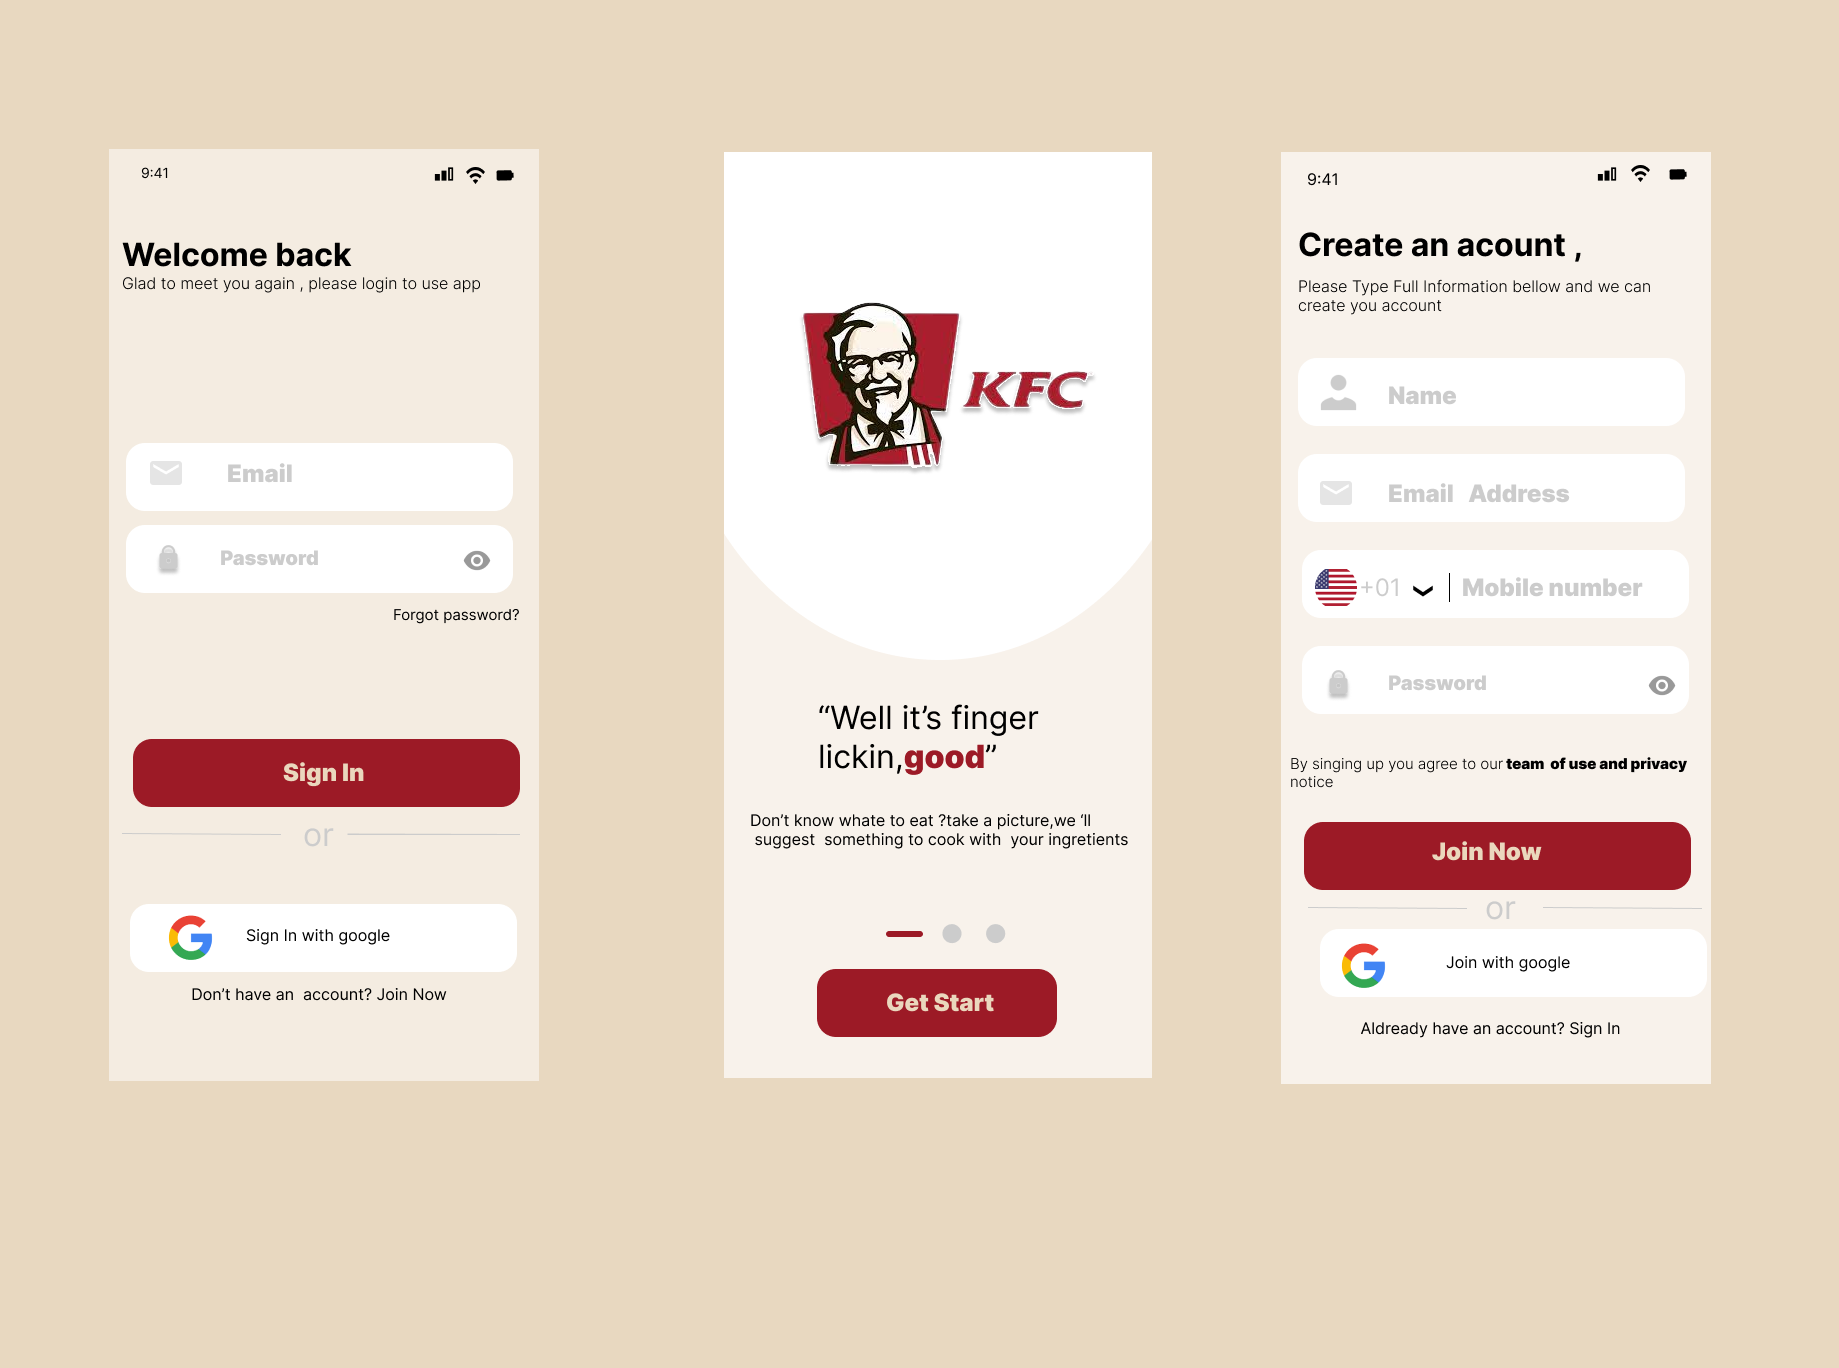 9:41
Welcome back
Glad to meet you again , please login to use app
Email
Password
Forgot password?
Sign In
or
Sign In with google
Don’t have an  account? Join Now
KFC
“Well it’s finger
lickin,good”
Don’t know whate to eat ?take a picture,we ‘ll
suggest  something to cook with  your ingretients
Get Start
9:41
Create an acount ,
Please Type Full Information bellow and we can
create you account
Name
Email  Address
+01 Mobile number
Password
By singing up you agree to our team  of use and privacy
notice
Join Now
or
Join with google
Aldready have an account? Sign In